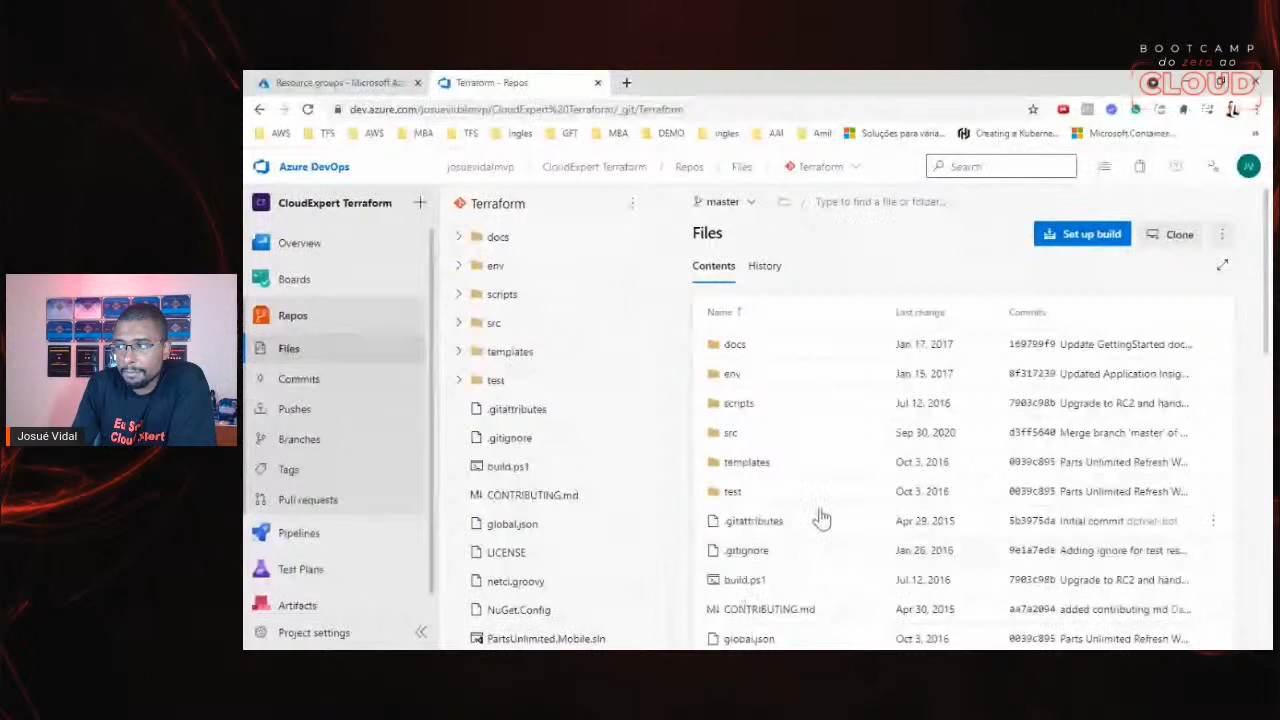 BOOTCAMP
do zero ao
CLOUD
Resource groups - Microsoft Az
Terraform - Repos
dev.azure.com/josuevidalmvp/CloudExpert%20Terraform/_git/Terraform
AWS TFS AWS MBA TFS Ingles GFT MBA DEMO ingles AAI Amil Soluções para vária... Creating a Kuberne... Microsoft.Container...
Azure DevOps
josuevidalmvp / CloudExpert Terraform / Repos / Files / Terraform
Search
JV
CT CloudExpert Terraform
Overview
Boards
Repos
Files
Commits
Pushes
Branches
Tags
Pull requests
Pipelines
Test Plans
Artifacts
Project settings
Terraform
docs
env
scripts
src
templates
test
.gitattributes
.gitignore
build.ps1
CONTRIBUTING.md
global.json
LICENSE
netci.groovy
NuGet.Config
PartsUnlimited.Mobile.sln
master / Type to find a file or folder...
Files
Set up build
Clone
Contents History
Name Last change Commits
docs Jan 17, 2017 169799f9 Update GettingStarted doc...
env Jan 15, 2017 8f317239 Updated Application Insig...
scripts Jul 12, 2016 7903c98b Upgrade to RC2 and hand...
src Sep 30, 2020 d3ff5640 Merge branch 'master' of ...
templates Oct 3, 2016 0039c895 Parts Unlimited Refresh W...
test Oct 3, 2016 0039c895 Parts Unlimited Refresh W...
.gitattributes Apr 29, 2015 5b3975da Initial commit dotnet-bot
.gitignore Jan 26, 2016 9e1a7ede Adding ignore for test res...
build.ps1 Jul 12, 2016 7903c98b Upgrade to RC2 and hand...
CONTRIBUTING.md Apr 30, 2015 aa7a2094 added contributing md Da...
global.json Oct 3, 2016 0039c895 Parts Unlimited Refresh W...
Josué Vidal